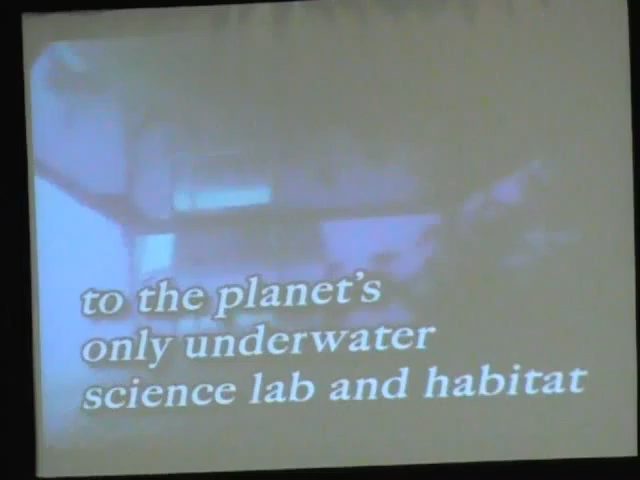 to the planet's
only underwater
science lab and habitat